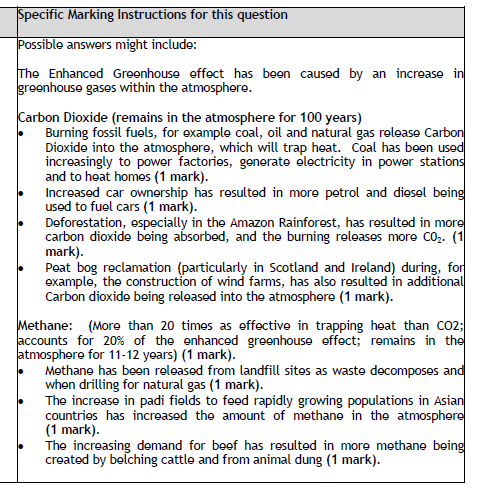 Specific Marking Instructions for this question
Possible answers might include:
The Enhanced Greenhouse effect has been caused by an increase in
greenhouse gases within the atmosphere.
Carbon Dioxide (remains in the atmosphere for 100 years)
• Burning fossil fuels, for example coal, oil and natural gas release Carbon
Dioxide into the atmosphere, which will trap heat. Coal has been used
increasingly to power factories, generate electricity in power stations
and to heat homes (1 mark).
• Increased car ownership has resulted in more petrol and diesel being
used to fuel cars (1 mark).
• Deforestation, especially in the Amazon Rainforest, has resulted in more
carbon dioxide being absorbed, and the burning releases more CO₂. (1
mark).
• Peat bog reclamation (particularly in Scotland and Ireland) during, for
example, the construction of wind farms, has also resulted in additional
Carbon dioxide being released into the atmosphere (1 mark).
Methane: (More than 20 times as effective in trapping heat than CO2;
accounts for 20% of the enhanced greenhouse effect; remains in the
atmosphere for 11-12 years) (1 mark).
• Methane has been released from landfill sites as waste decomposes and
when drilling for natural gas (1 mark).
• The increase in padi fields to feed rapidly growing populations in Asian
countries has increased the amount of methane in the atmosphere
(1 mark).
• The increasing demand for beef has resulted in more methane being
created by belching cattle and from animal dung (1 mark).